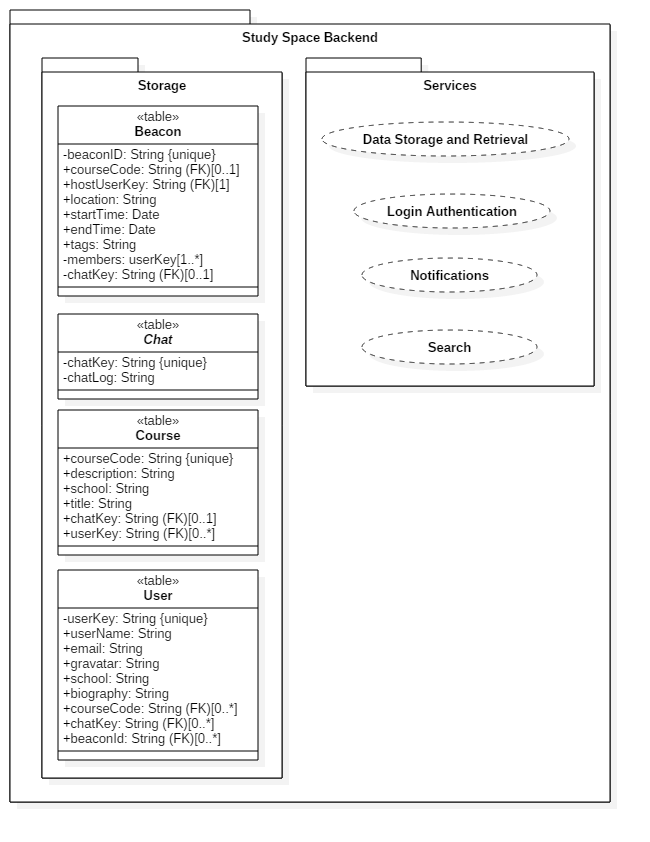 Study Space Backend
Storage
«table»
Beacon
-beaconID: String {unique}
+courseCode: String (FK)[0..1]
+hostUserKey: String (FK)[1]
+location: String
+startTime: Date
+endTime: Date
+tags: String
-members: userKey[1..*]
-chatKey: String (FK)[0..1]
«table»
Chat
-chatKey: String {unique}
-chatLog: String
«table»
Course
+courseCode: String {unique}
+description: String
+school: String
+title: String
+chatKey: String (FK)[0..1]
+userKey: String (FK)[0..*]
«table»
User
-userKey: String {unique}
+userName: String
+email: String
+gravatar: String
+school: String
+biography: String
+courseCode: String (FK)[0..*]
+chatKey: String (FK)[0..*]
+beaconId: String (FK)[0..*]
Services
Data Storage and Retrieval
Login Authentication
Notifications
Search